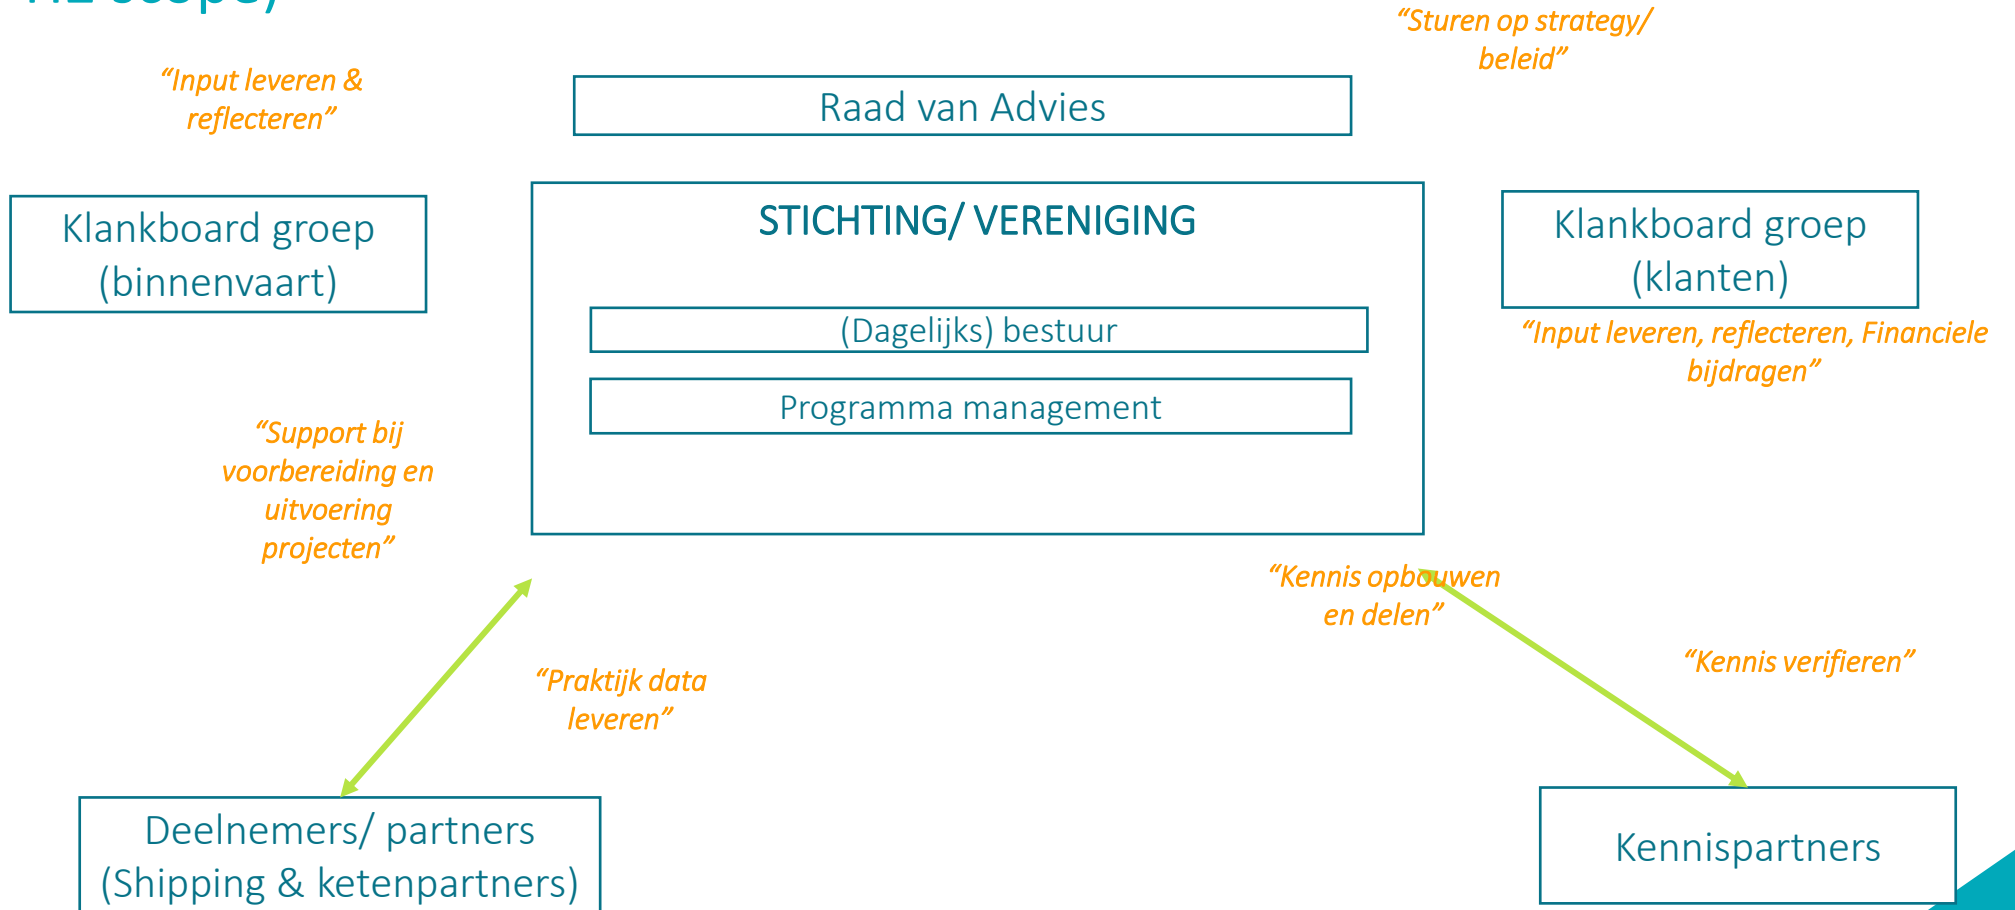 “Sturen op strategy/
beleid”
“Input leveren &
reflecteren”
Raad van Advies
Klankboard groep
(binnenvaart)
STICHTING/ VERENIGING
(Dagelijks) bestuur
Programma management
Klankboard groep
(klanten)
“Input leveren, reflecteren, Financiele
bijdragen”
“Support bij
voorbereiding en
uitvoering
projecten”
“Kennis opbouwen
en delen”
“Praktijk data
leveren”
“Kennis verifieren”
Deelnemers/ partners
(Shipping & ketenpartners)
Kennispartners